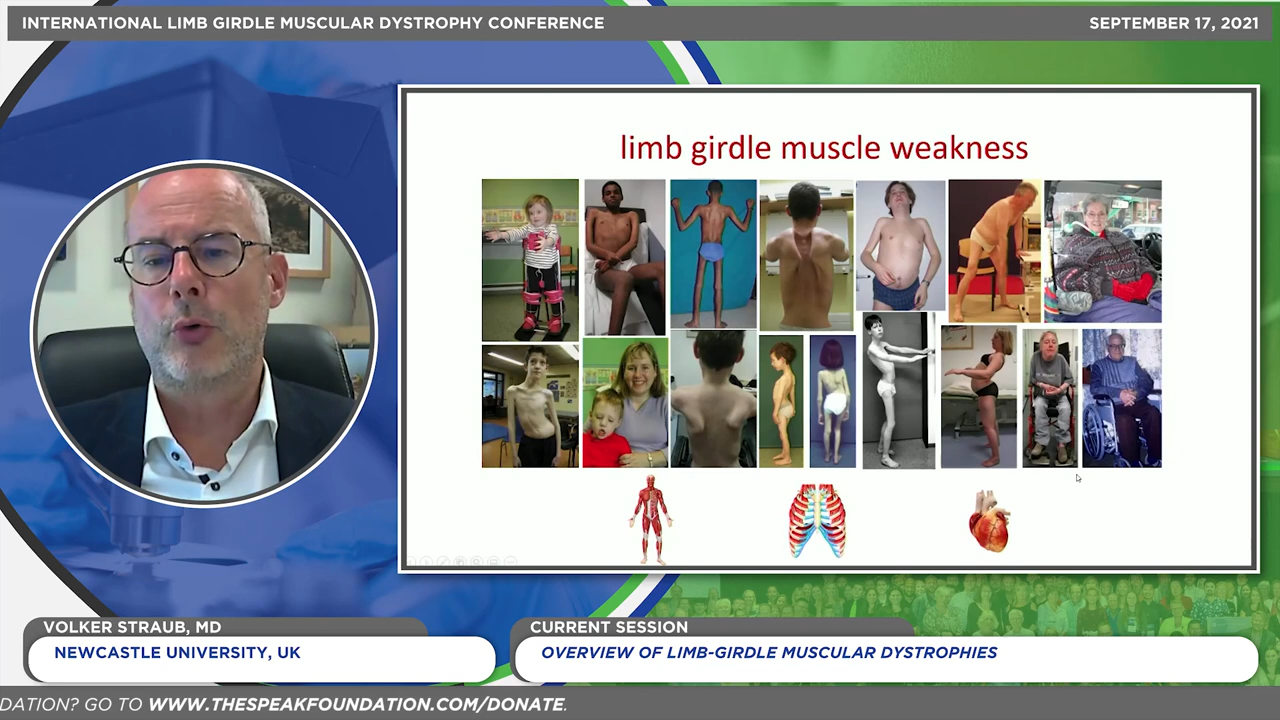 INTERNATIONAL LIMB GIRDLE MUSCULAR DYSTROPHY CONFERENCE
SEPTEMBER 17, 2021
limb girdle muscle weakness
VOLKER STRAUB, MD
NEWCASTLE UNIVERSITY, UK
CURRENT SESSION
OVERVIEW OF LIMB-GIRDLE MUSCULAR DYSTROPHIES
DATION? GO TO WWW.THESPEAKFOUNDATION.COM/DONATE.